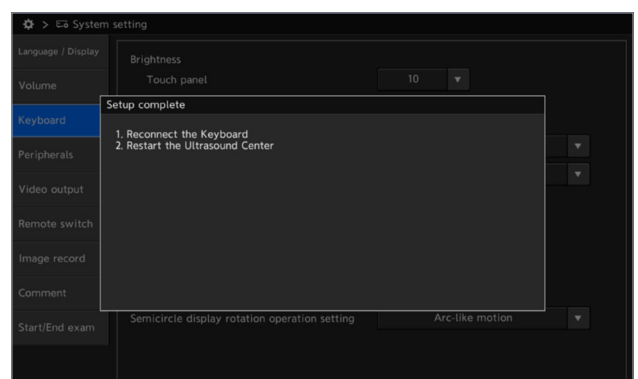 > System setting
Language / Display
Brightness
Touch panel 10 ▼
Volume
Setup complete
Keyboard
1. Reconnect the Keyboard
2. Restart the Ultrasound Center
▼
Peripherals
▼
Video output
Remote switch
Image record
Comment
Semicircle display rotation operation setting Arc-like motion ▼
Start/End exam